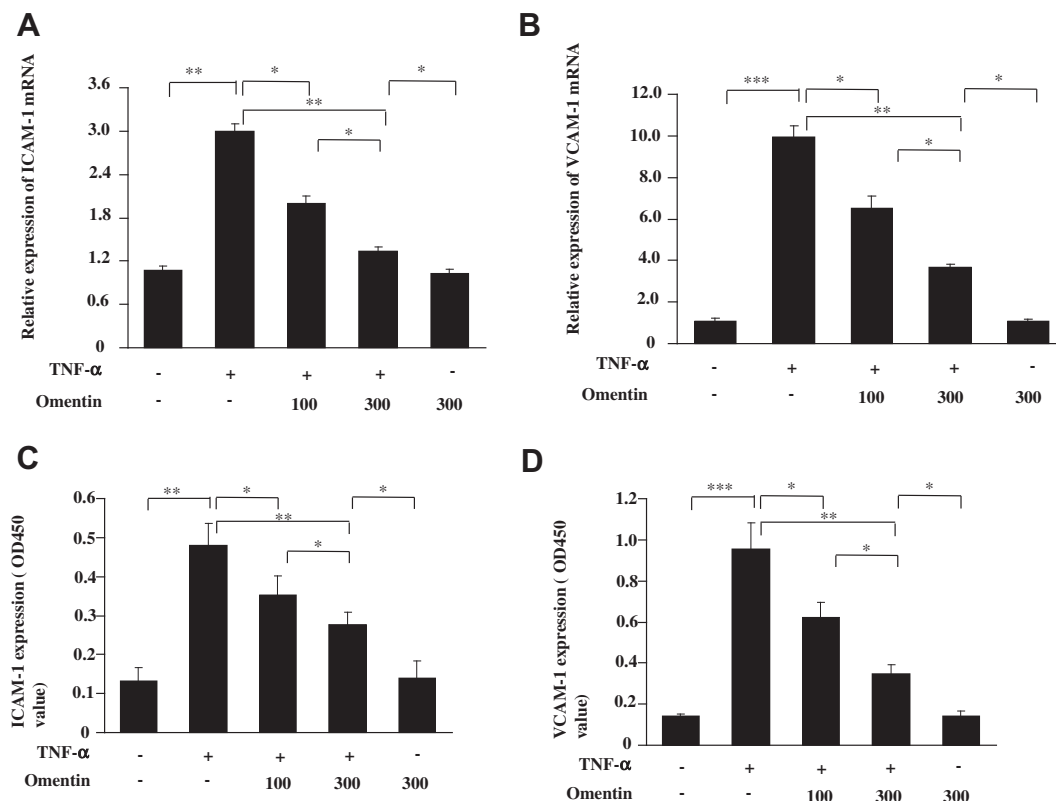 A
Relative expression of ICAM-1 mRNA
** * *
**
*
3.6
3.0
2.4
1.8
1.2
0.6
0
TNF-α - + + + -
Omentin - - 100 300 300
B
Relative expression of VCAM-1 mRNA
*** * *
**
*
12.0
10.0
8.0
6.0
4.0
2.0
0.0
TNF-α - + + + -
Omentin - - 100 300 300
C
ICAM-1 expression ( OD450
value)
** * *
**
*
0.6
0.5
0.4
0.3
0.2
0.1
0
TNF-α - + + + -
Omentin - - 100 300 300
D
VCAM-1 expression ( OD450
value)
*** * *
**
*
1.2
1.0
0.8
0.6
0.4
0.2
0
TNF-α - + + + -
Omentin - - 100 300 300